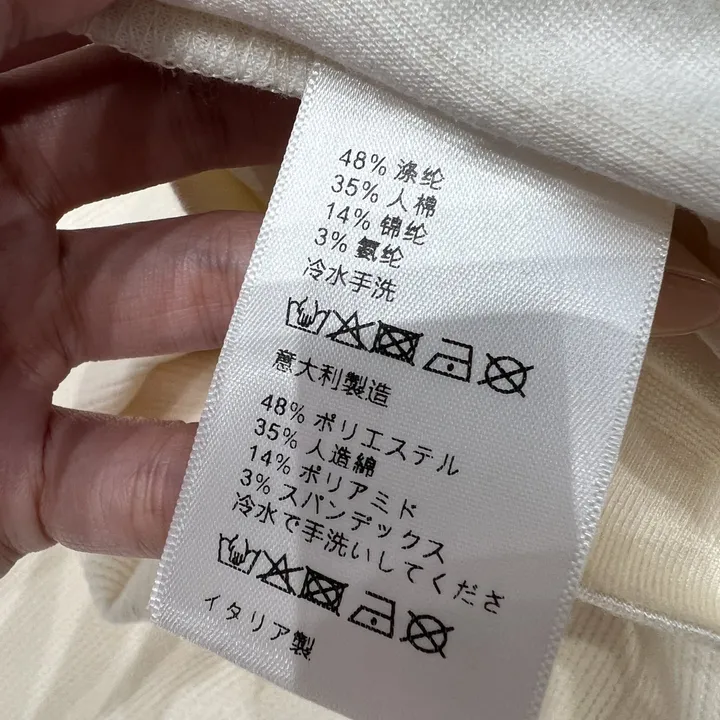 48% 涤纶
35% 人棉
14% 锦纶
3% 氨纶
冷水手洗
意大利製造
48% ポリエステル
35% 人造綿
14% ポリアミド
3% スパンデックス
冷水で手洗いしてくださ
イタリア製